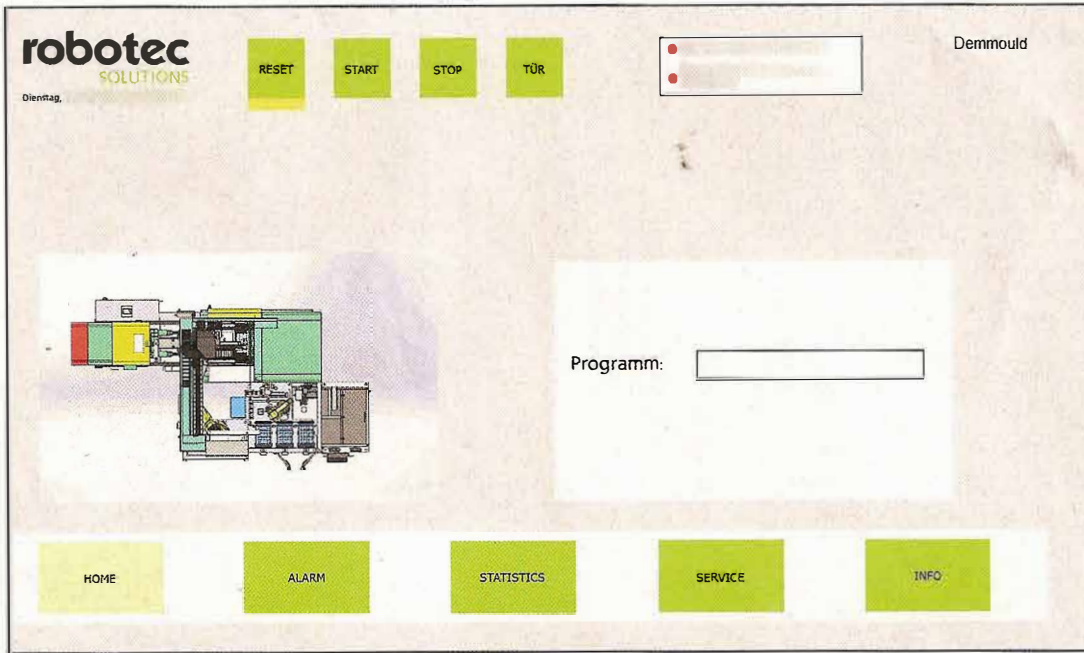 robotec
SOLUTIONS
Dienstag,
RESET
START
STOP
TÜR
Demmould
Programm:
HOME
ALARM
STATISTICS
SERVICE
INFO